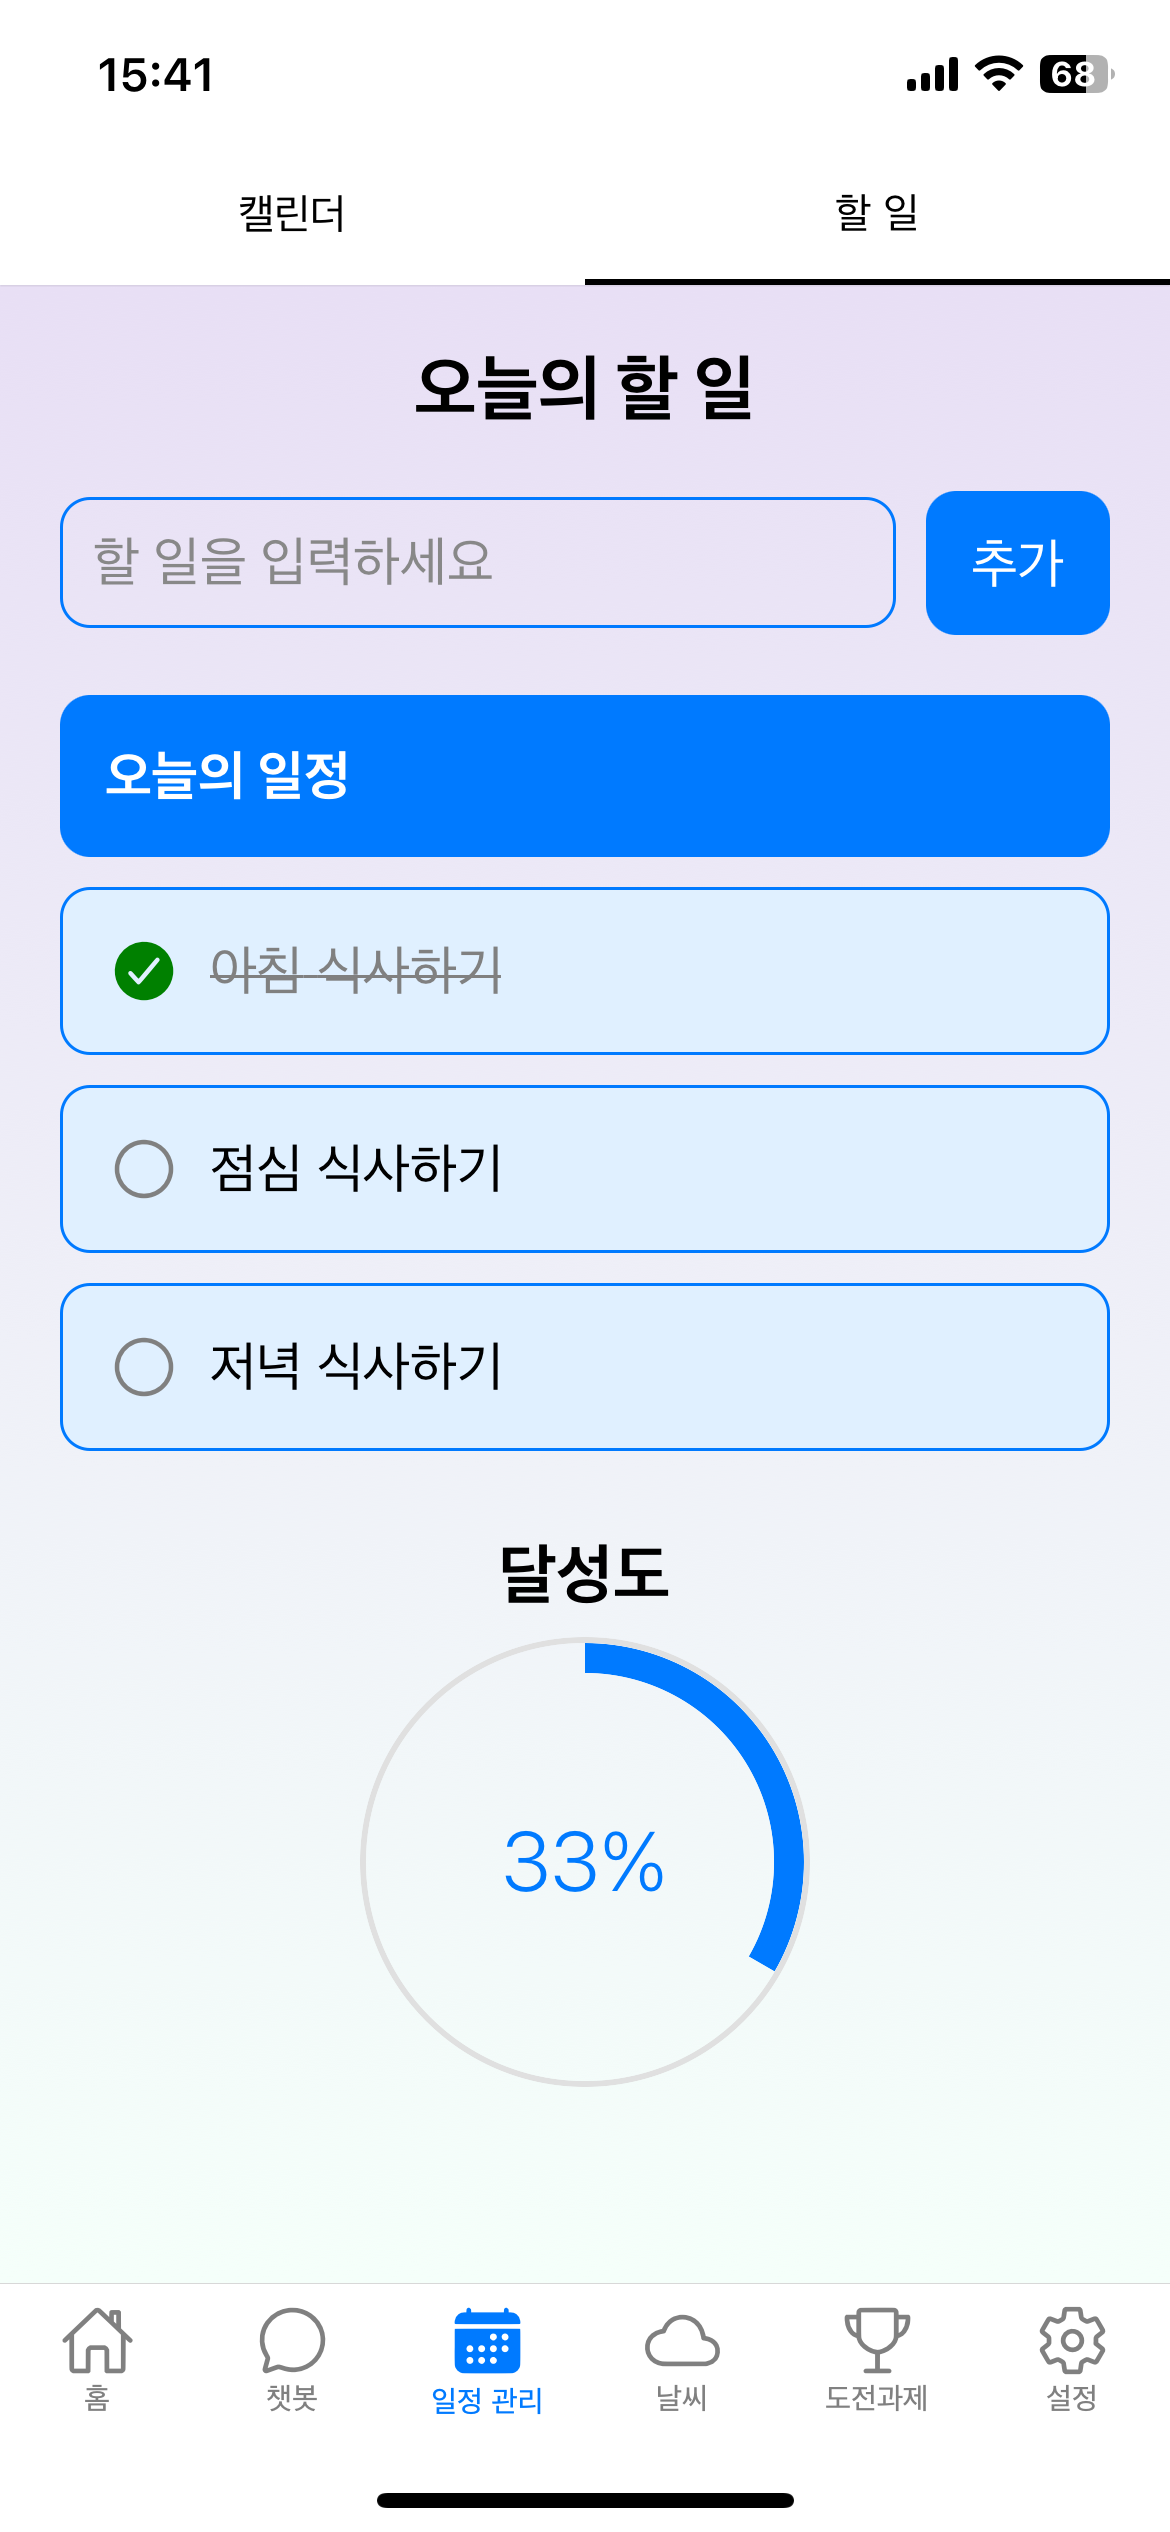 15:41
68
캘린더
할 일
오늘의 할 일
할 일을 입력하세요
추가
오늘의 일정
아침 식사하기
점심 식사하기
저녁 식사하기
달성도
33%
홈
챗봇
일정 관리
날씨
도전과제
설정